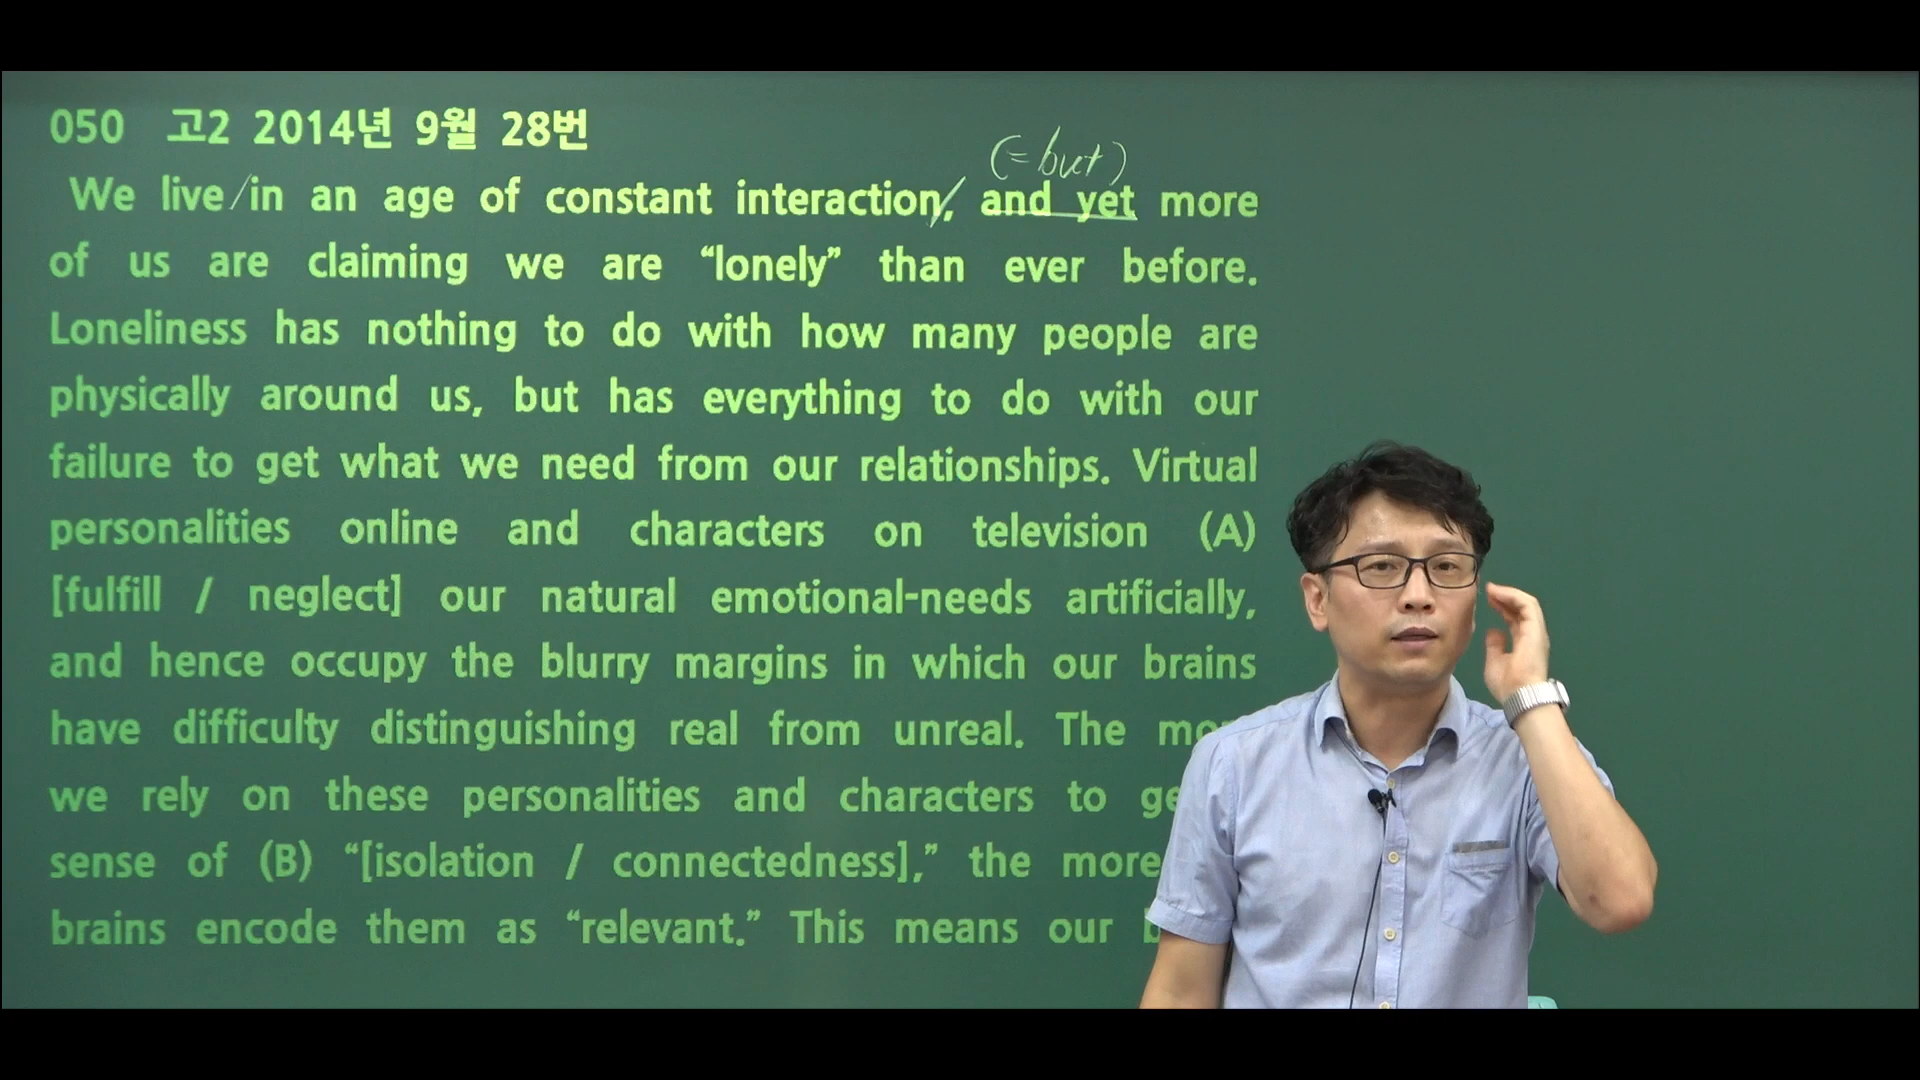 050 고2 2014년 9월 28번
(=but)
We live/in an age of constant interaction,/ and yet more
of us are claiming we are “lonely” than ever before.
Loneliness has nothing to do with how many people are
physically around us, but has everything to do with our
failure to get what we need from our relationships. Virtual
personalities online and characters on television (A)
[fulfill / neglect] our natural emotional-needs artificially,
and hence occupy the blurry margins in which our brains
have difficulty distinguishing real from unreal. The
we rely on these personalities and characters to
sense of (B) “[isolation / connectedness],” the more
brains encode them as “relevant.” This means our